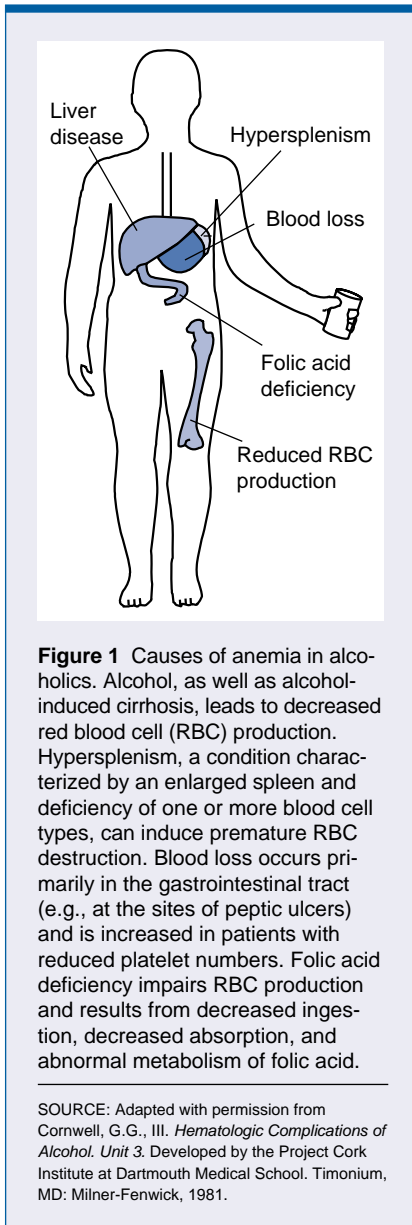 Liver
disease
Hypersplenism
Blood loss
Folic acid
deficiency
Reduced RBC
production
Figure 1 Causes of anemia in alco-
holics. Alcohol, as well as alcohol-
induced cirrhosis, leads to decreased
red blood cell (RBC) production.
Hypersplenism, a condition charac-
terized by an enlarged spleen and
deficiency of one or more blood cell
types, can induce premature RBC
destruction. Blood loss occurs pri-
marily in the gastrointestinal tract
(e.g., at the sites of peptic ulcers)
and is increased in patients with
reduced platelet numbers. Folic acid
deficiency impairs RBC production
and results from decreased inges-
tion, decreased absorption, and
abnormal metabolism of folic acid.
SOURCE: Adapted with permission from
Cornwell, G.G., III. Hematologic Complications of
Alcohol. Unit 3. Developed by the Project Cork
Institute at Dartmouth Medical School. Timonium,
MD: Milner-Fenwick, 1981.